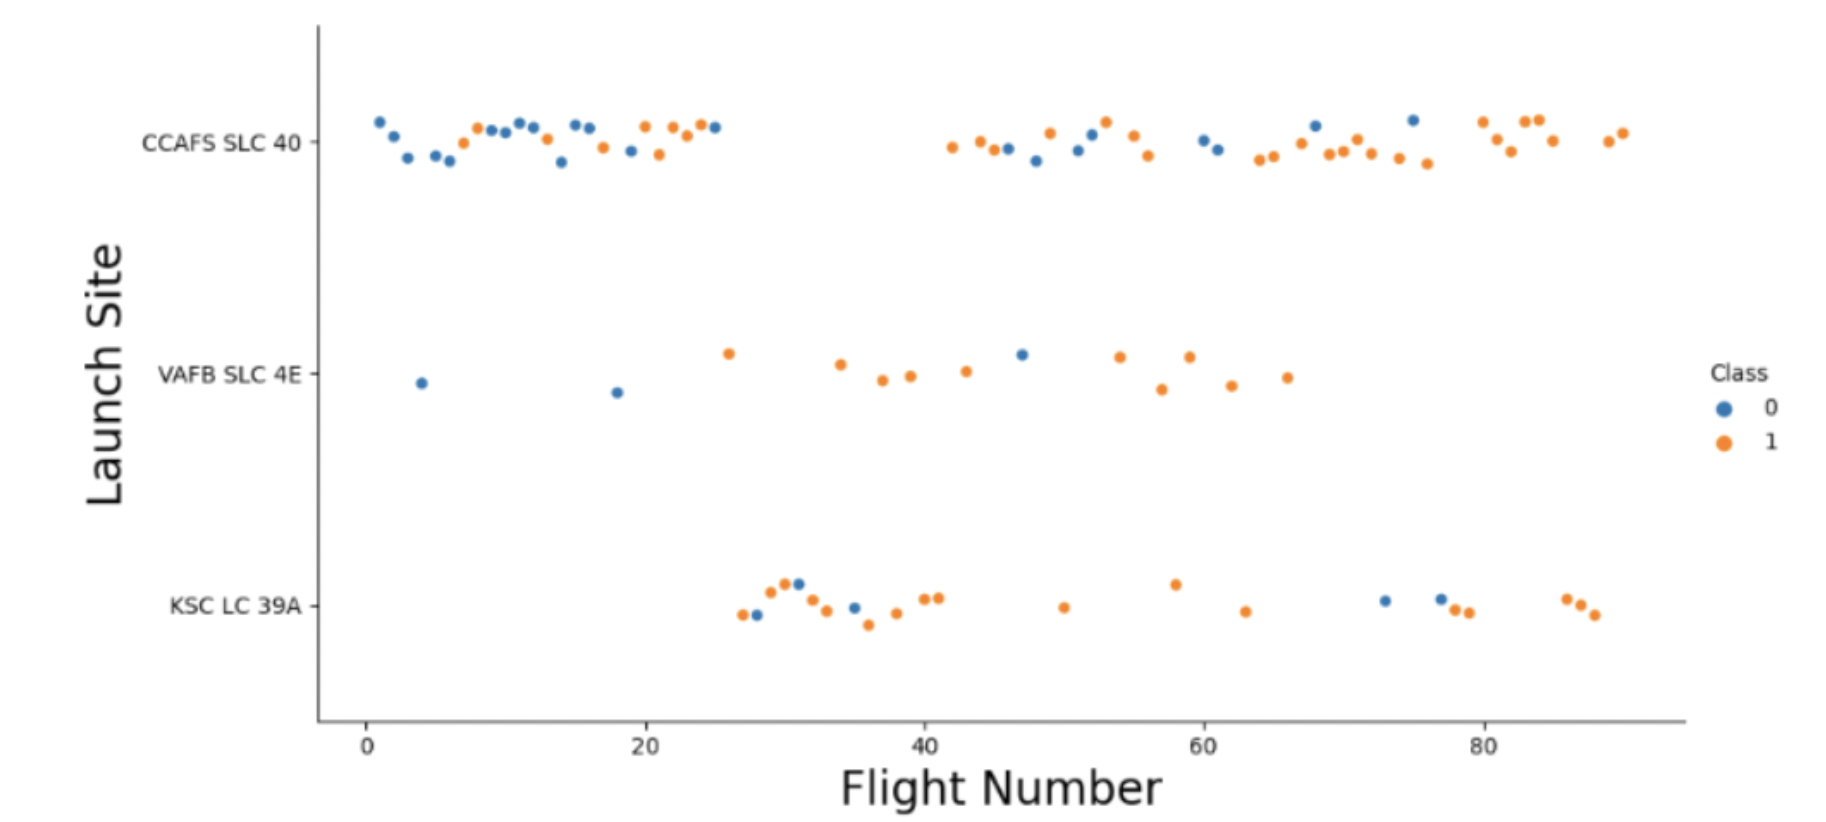 CCAFS SLC 40
VAFB SLC 4E
KSC LC 39A
Launch Site
0
20
40
60
80
Flight Number
Class
0
1